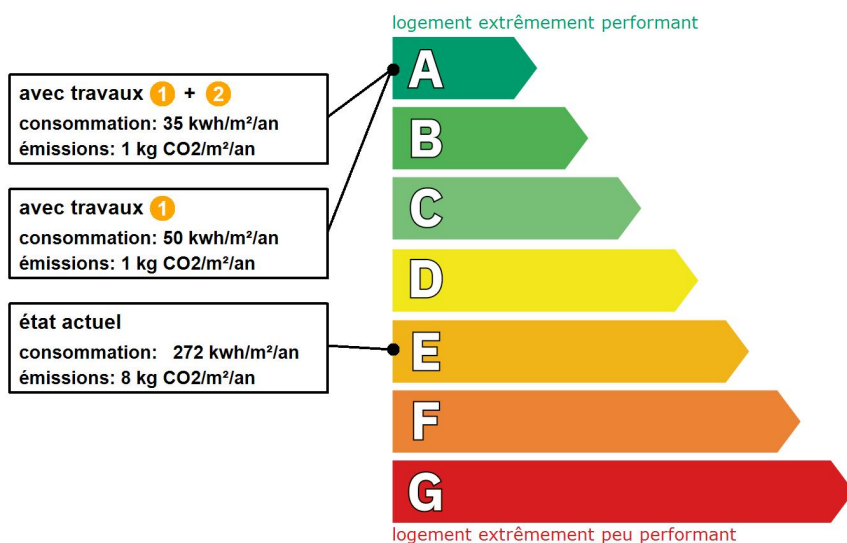 logement extrêmement performant
avec travaux 1 + 2
consommation: 35 kwh/m²/an
émissions: 1 kg CO2/m²/an
avec travaux 1
consommation: 50 kwh/m²/an
émissions: 1 kg CO2/m²/an
état actuel
consommation: 272 kwh/m²/an
émissions: 8 kg CO2/m²/an
A
B
C
D
E
F
G
logement extrêmement peu performant